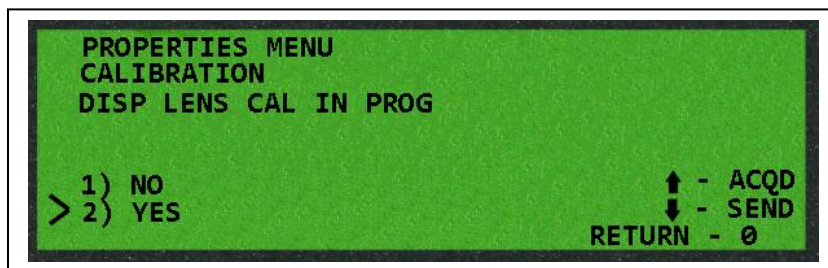 PROPERTIES MENU
CALIBRATION
DISP LENS CAL IN PROG
1) NO ⬆ - ACQD
> 2) YES ⬇ - SEND
RETURN - 0